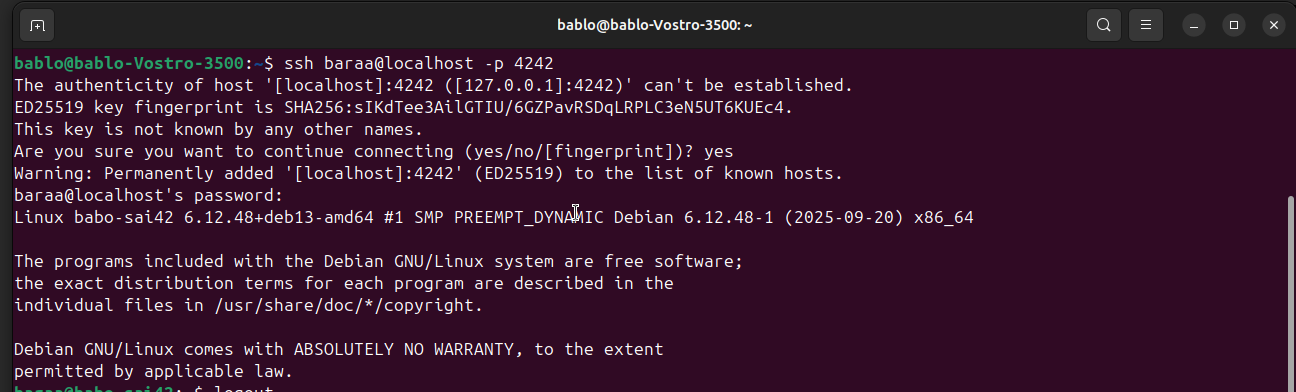 bablo@bablo-Vostro-3500: ~
bablo@bablo-Vostro-3500:~$ ssh baraa@localhost -p 4242
The authenticity of host '[localhost]:4242 ([127.0.0.1]:4242)' can't be established.
ED25519 key fingerprint is SHA256:sIKdTee3AilGTIU/6GZPavRSDqLRPLC3eN5UT6KUEc4.
This key is not known by any other names.
Are you sure you want to continue connecting (yes/no/[fingerprint])? yes
Warning: Permanently added '[localhost]:4242' (ED25519) to the list of known hosts.
baraa@localhost's password:
Linux babo-sai42 6.12.48+deb13-amd64 #1 SMP PREEMPT_DYNAMIC Debian 6.12.48-1 (2025-09-20) x86_64
The programs included with the Debian GNU/Linux system are free software;
the exact distribution terms for each program are described in the
individual files in /usr/share/doc/*/copyright.
Debian GNU/Linux comes with ABSOLUTELY NO WARRANTY, to the extent
permitted by applicable law.
baraa@babo-sai42:~$ logout